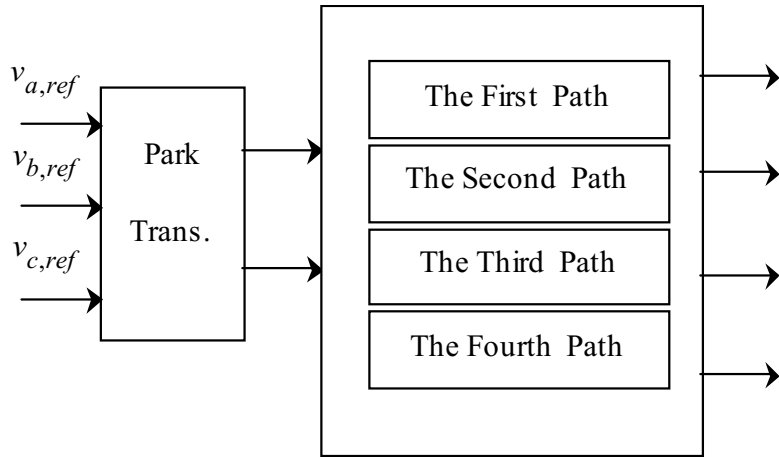 v_{a,ref}
v_{b,ref}
v_{c,ref}
Park
Trans.
The First Path
The Second Path
The Third Path
The Fourth Path